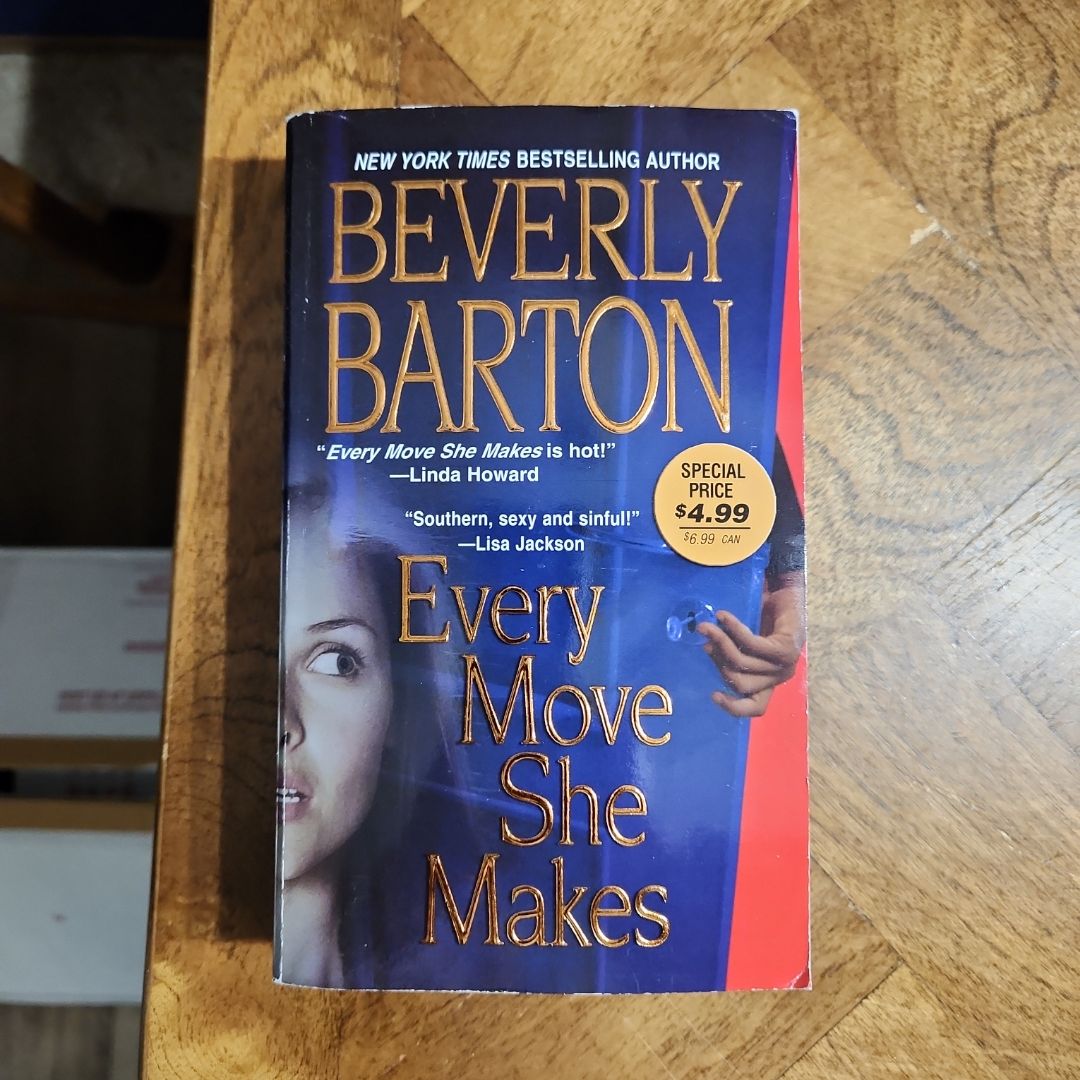 NEW YORK TIMES BESTSELLING AUTHOR
BEVERLY
BARTON
“Every Move She Makes is hot!”
—Linda Howard
“Southern, sexy and sinful!”
—Lisa Jackson
SPECIAL
PRICE
$4.99
$6.99 CAN
Every
Move
She
Makes